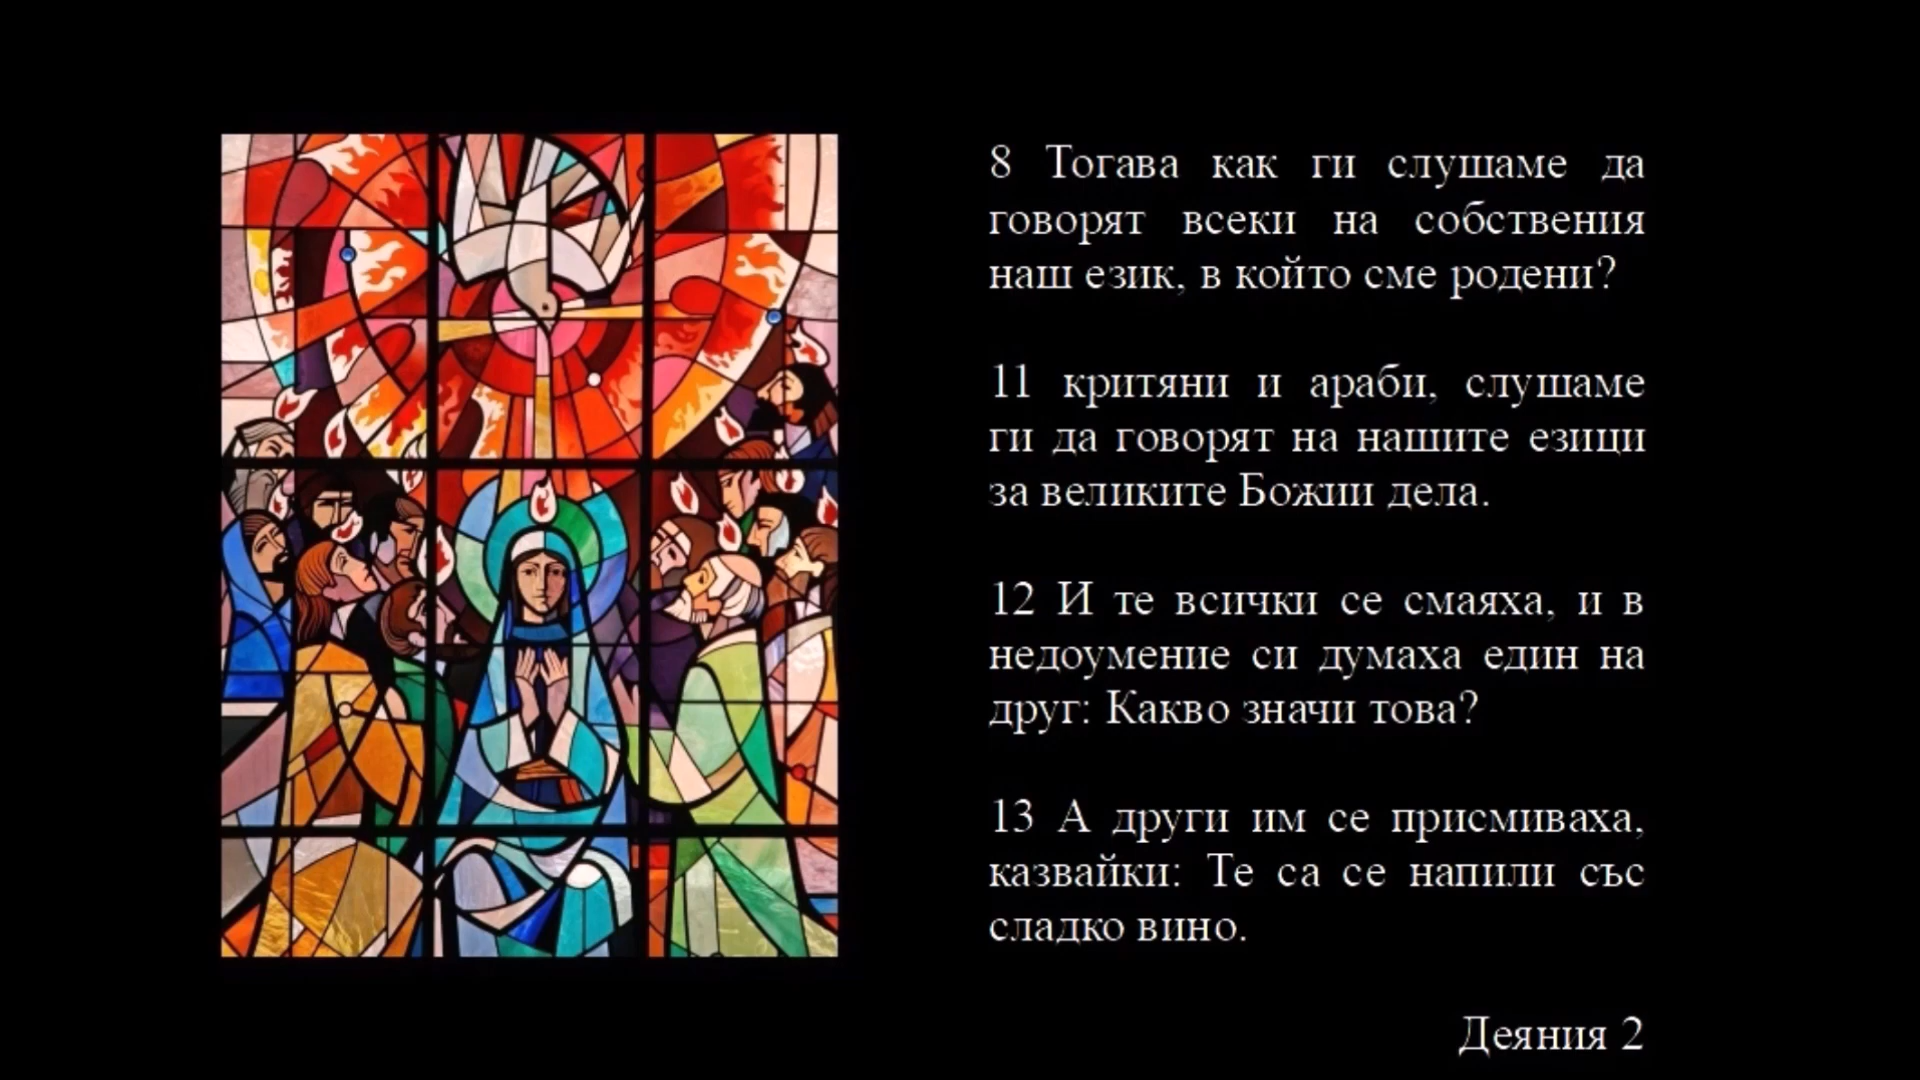 8 Тогава как ги слушаме да
говорят всеки на собствения
наш език, в който сме родени?
11 критяни и араби, слушаме
ги да говорят на нашите езици
за великите Божии дела.
12 И те всички се смаяха, и в
недоумение си думаха един на
друг: Какво значи това?
13 А други им се присмиваха,
казвайки: Те са се напили със
сладко вино.
Деяния 2